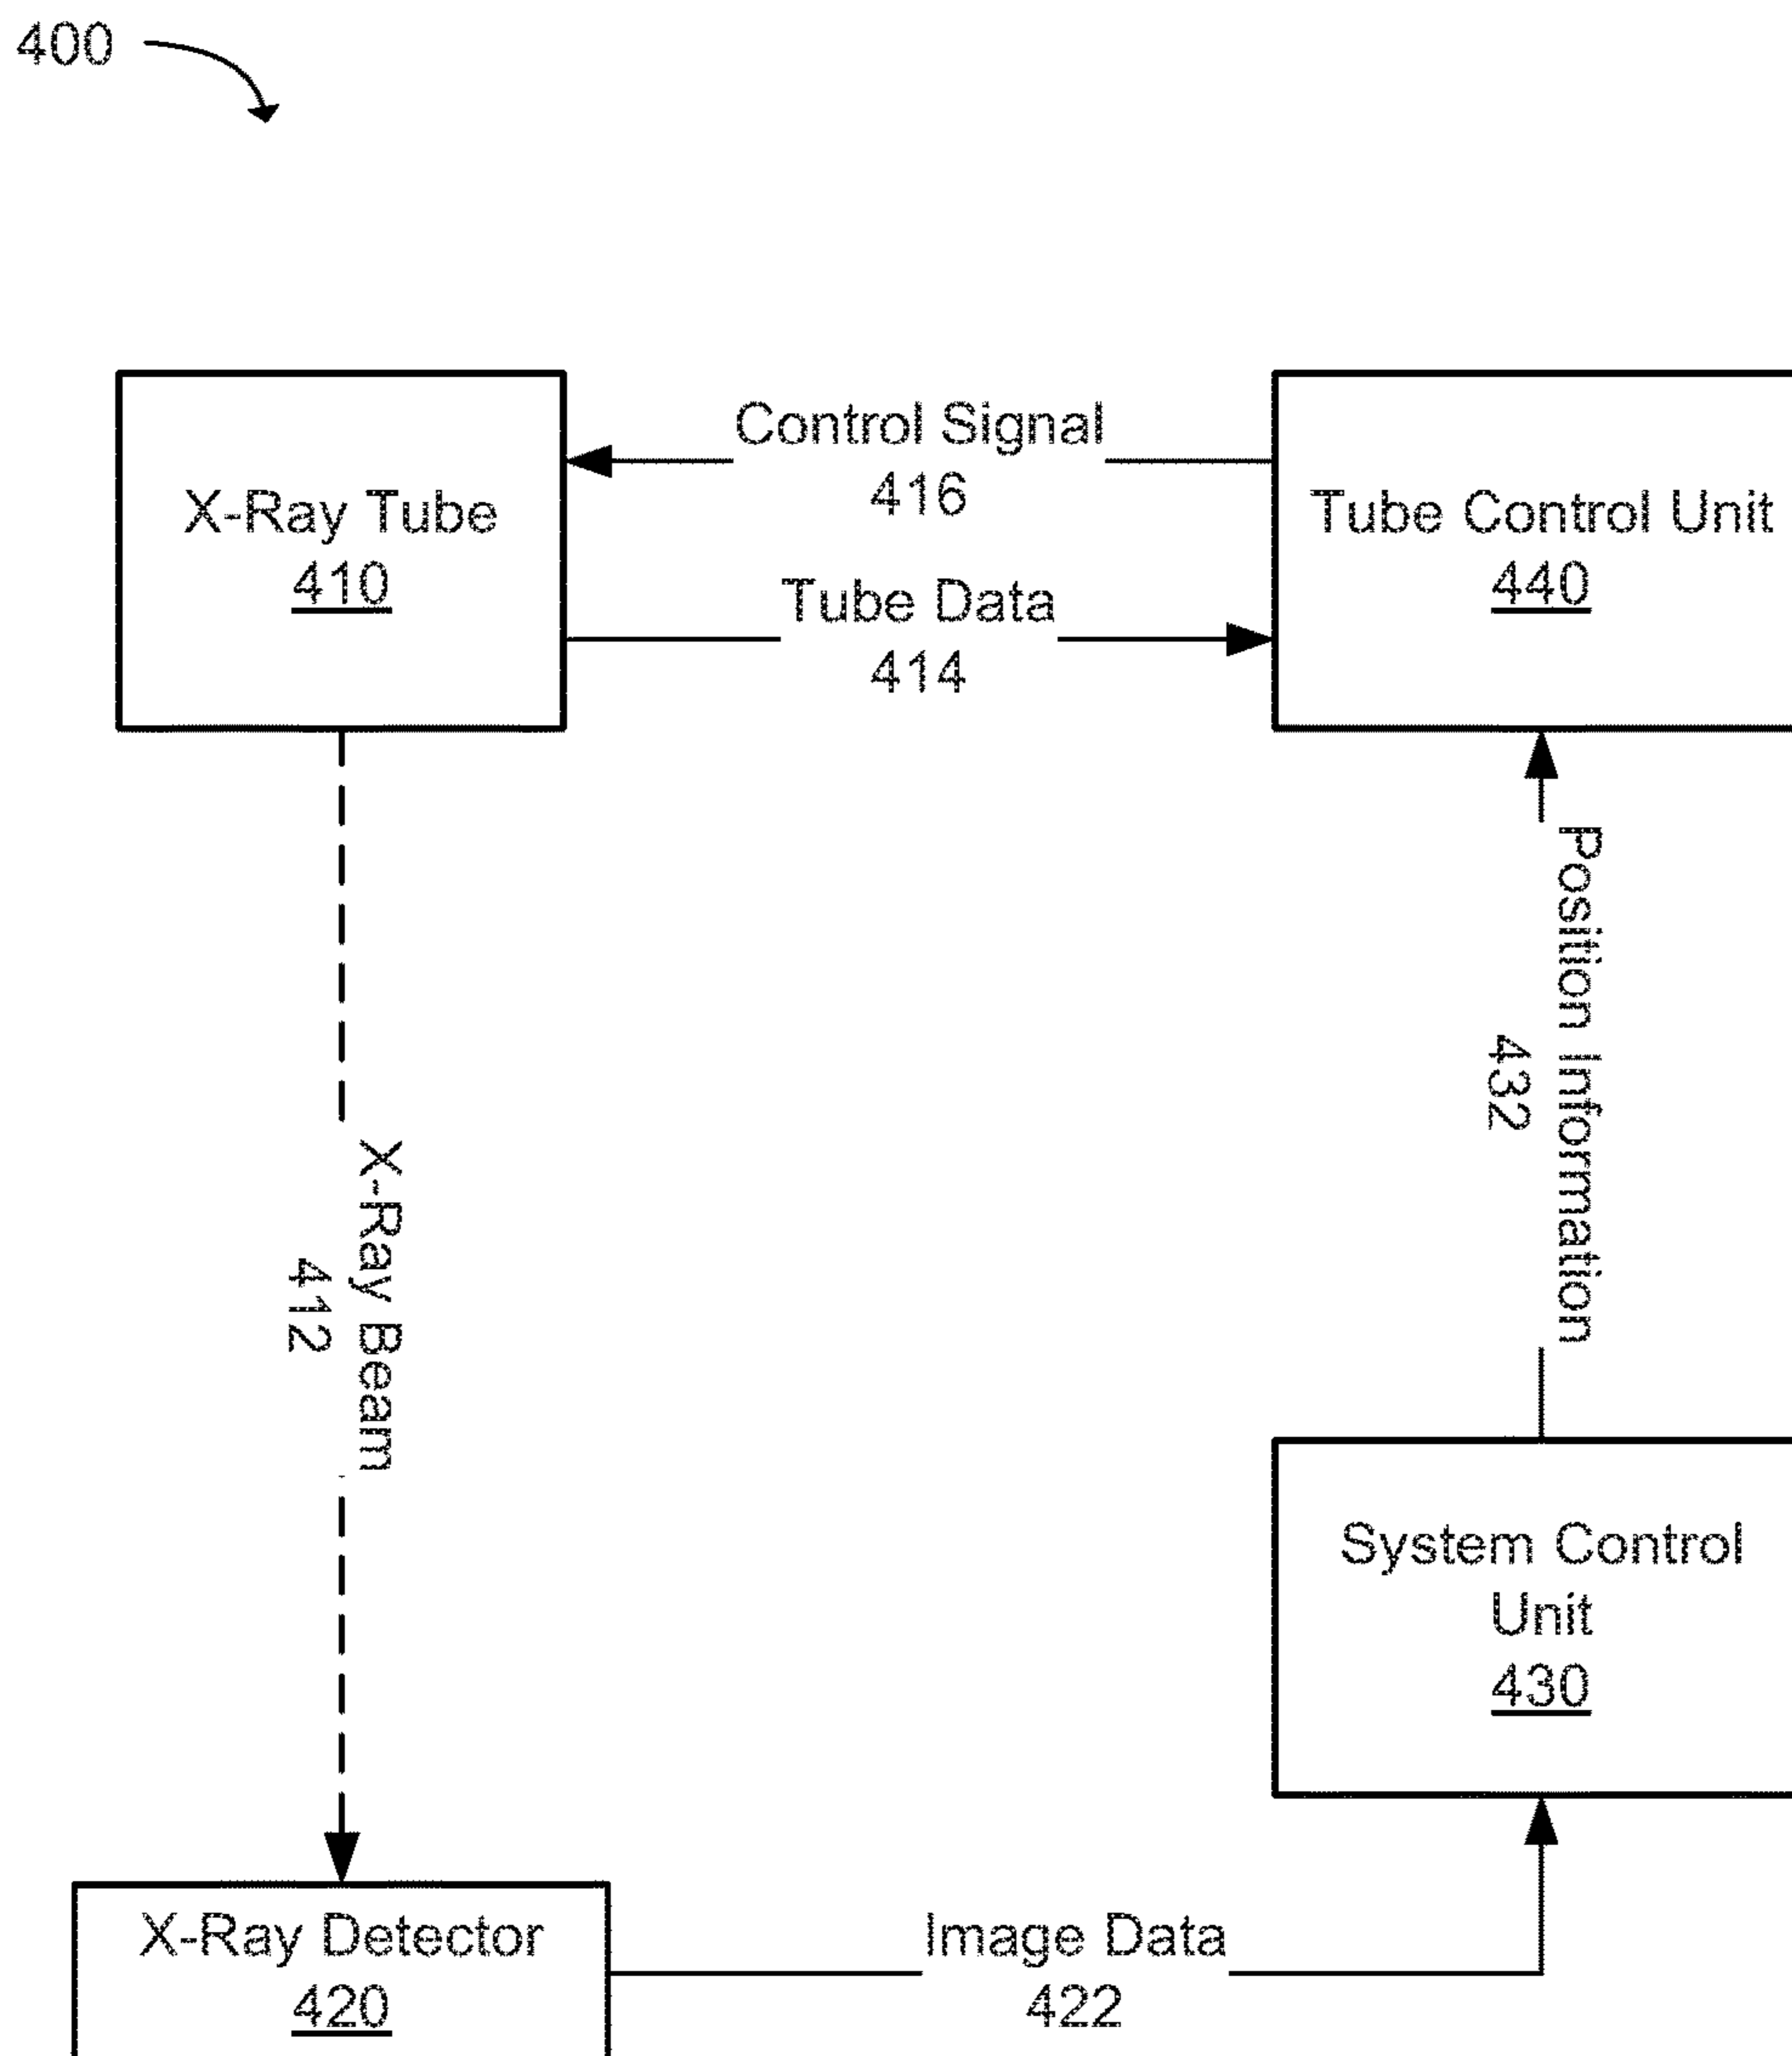 400
Control Signal
416
X-Ray Tube
410
Tube Control Unit
440
Tube Data
414
Position Information
432
X-Ray Beam
412
System Control
Unit
430
X-Ray Detector
420
Image Data
422